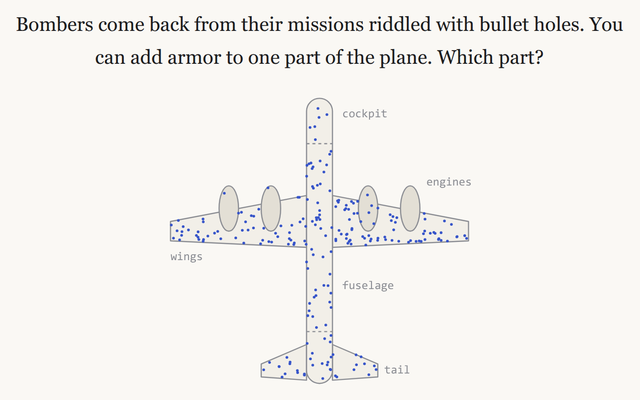 Bombers come back from their missions riddled with bullet holes. You
can add armor to one part of the plane. Which part?
cockpit
engines
wings
fuselage
tail